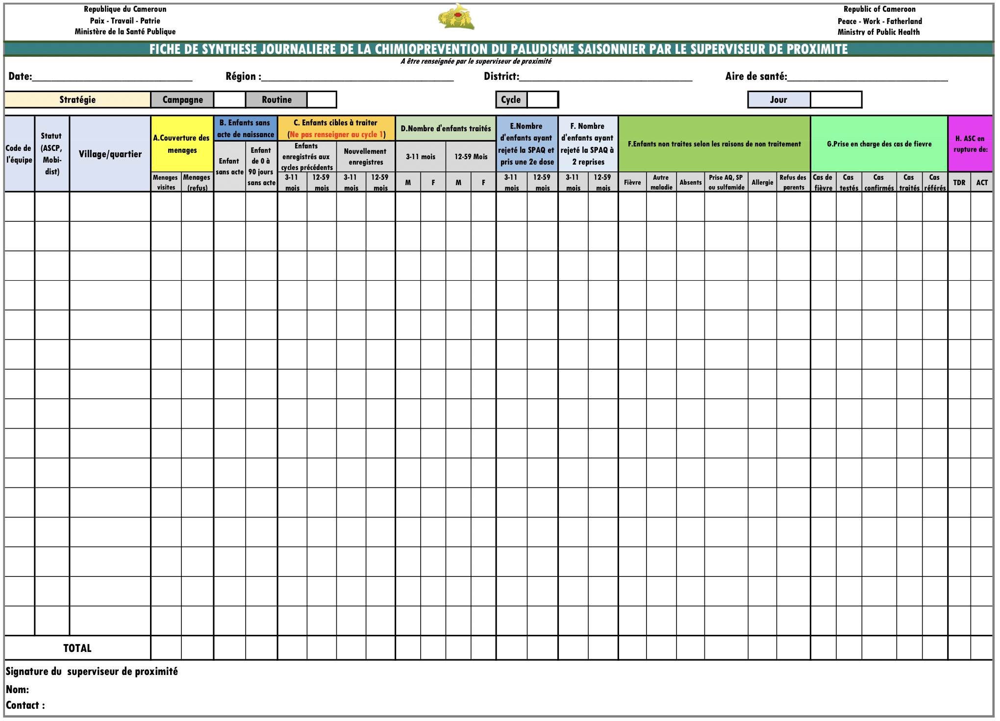 Republique du Cameroun
Paix - Travail - Patrie
Ministère de la Santé Publique
Republic of Cameroon
Peace - Work - Fatherland
Ministry of Public Health
FICHE DE SYNTHESE JOURNALIERE DE LA CHIMIOPREVENTION DU PALUDISME SAISONNIER PAR LE SUPERVISEUR DE PROXIMITE
A être renseignée par le superviseur de proximité
Date:_________________________ Région :______________________________ District:___________________________ Aire de santé:_________________________
Stratégie Campagne Routine Cycle Jour
Code de
l'équipe
Statut
(ASCP,
Mobi-
dist)
Village/quartier
A.Couverture des
menages
Menages
visites
Menages
(refus)
B. Enfants sans
acte de naissance
Enfant
sans acte
Enfant
de 0 à
90 jours
sans acte
C. Enfants cibles à traiter
(Ne pas renseigner au cycle 1)
Enfants
enregistrés aux
cycles précédents
Nouvellement
enregistres
3-11
mois
12-59
mois
3-11
mois
12-59
mois
D.Nombre d'enfants traités
3-11 mois
12-59 Mois
M F M F
E.Nombre
d'enfants ayant
rejeté la SPAQ et
pris une 2e dose
3-11
mois
12-59
mois
F. Nombre
d'enfants ayant
rejeté la SPAQ à
2 reprises
3-11
mois
12-59
mois
F.Enfants non traites selon les raisons de non traitement
Fièvre
Autre
maladie
Absents
Prise AQ, SP
ou sulfamide
Allergie
Refus des
parents
G.Prise en charge des cas de fievre
Cas de
fièvre
Cas
testés
Cas
confirmés
Cas
traités
Cas
référés
H. ASC en
rupture de:
TDR ACT
TOTAL
Signature du superviseur de proximité
Nom:
Contact :